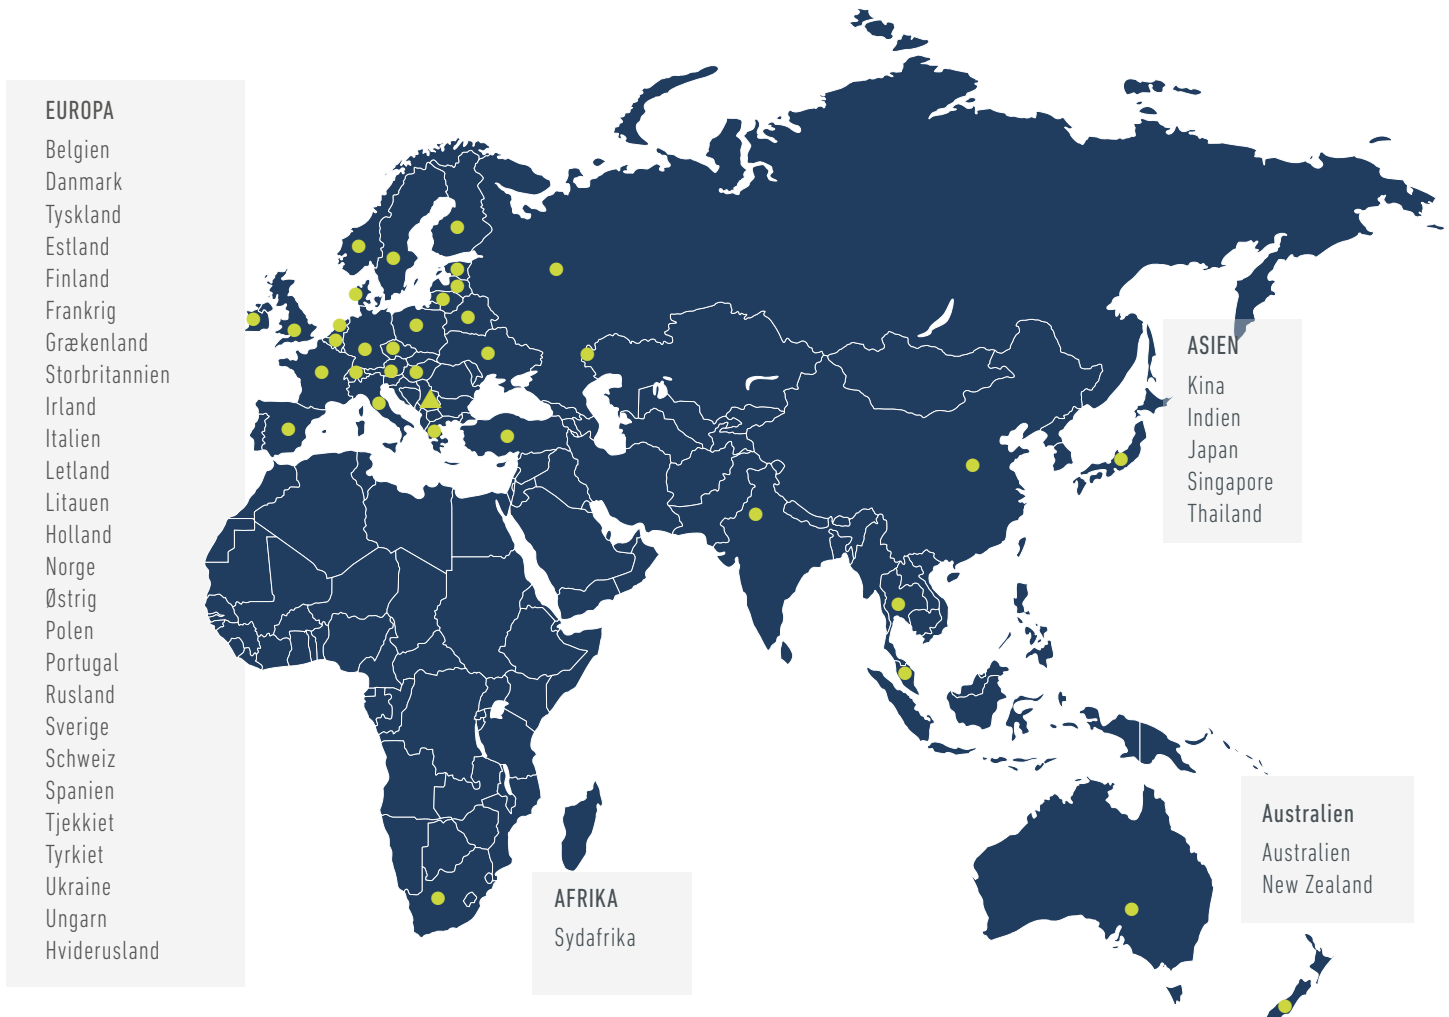 EUROPA
Belgien
Danmark
Tyskland
Estland
Finland
Frankrig
Grækenland
Storbritannien
Irland
Italien
Letland
Litauen
Holland
Norge
Østrig
Polen
Portugal
Rusland
Sverige
Schweiz
Spanien
Tjekkiet
Tyrkiet
Ukraine
Ungarn
Hviderusland
AFRIKA
Sydafrika
ASIEN
Kina
Indien
Japan
Singapore
Thailand
Australien
Australien
New Zealand